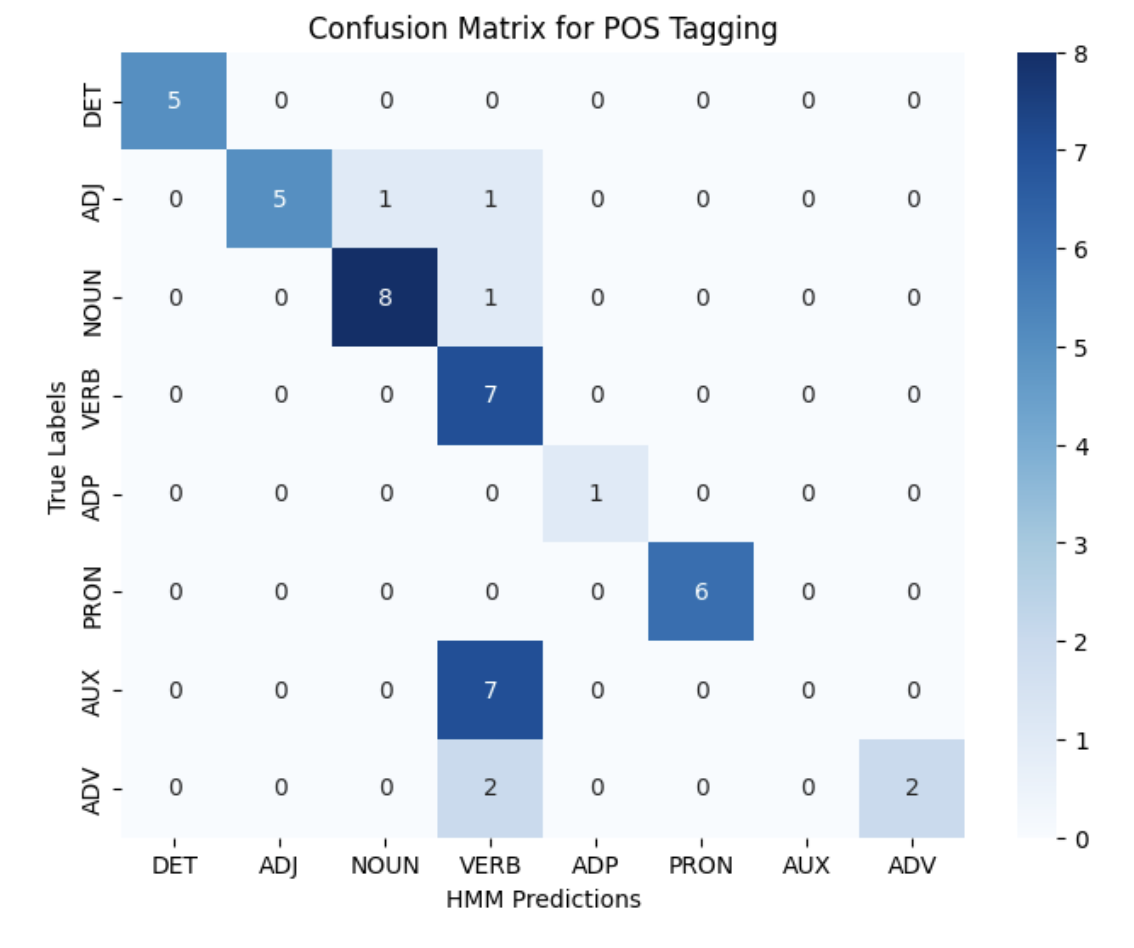 Confusion Matrix for POS Tagging
DET 5 0 0 0 0 0 0 0
ADJ 0 5 1 1 0 0 0 0
NOUN 0 0 8 1 0 0 0 0
VERB 0 0 0 7 0 0 0 0
ADP 0 0 0 0 1 0 0 0
PRON 0 0 0 0 0 6 0 0
AUX 0 0 0 7 0 0 0 0
ADV 0 0 0 2 0 0 0 2
DET ADJ NOUN VERB ADP PRON AUX ADV
HMM Predictions
True Labels
8
7
6
5
4
3
2
1
0